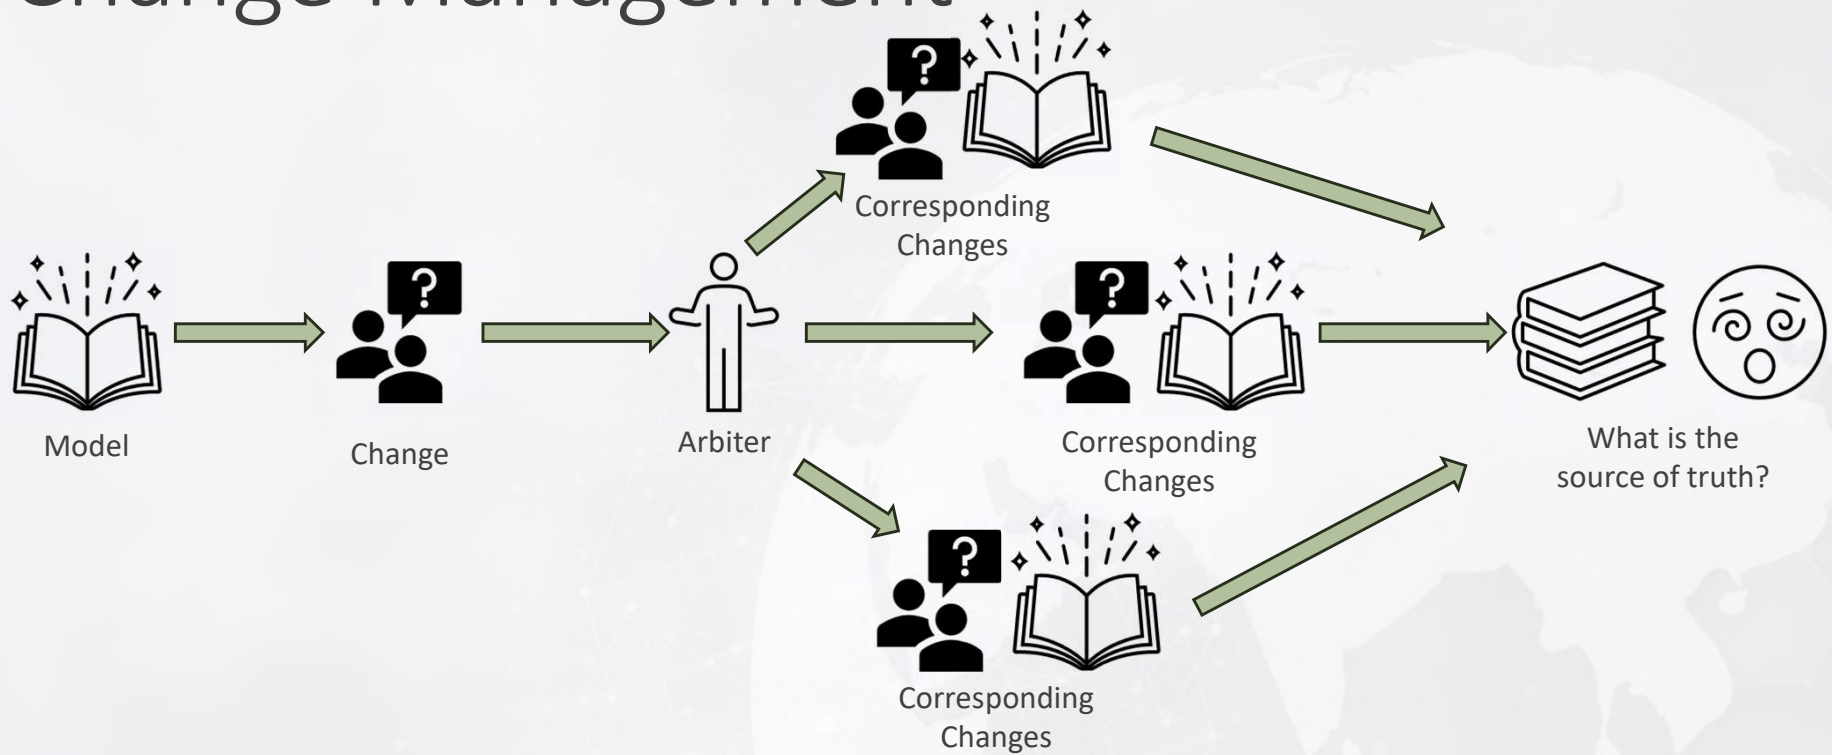 Change Management
?
Corresponding
Changes
?
Model
Change
Arbiter
?
Corresponding
Changes
What is the
source of truth?
?
Corresponding
Changes